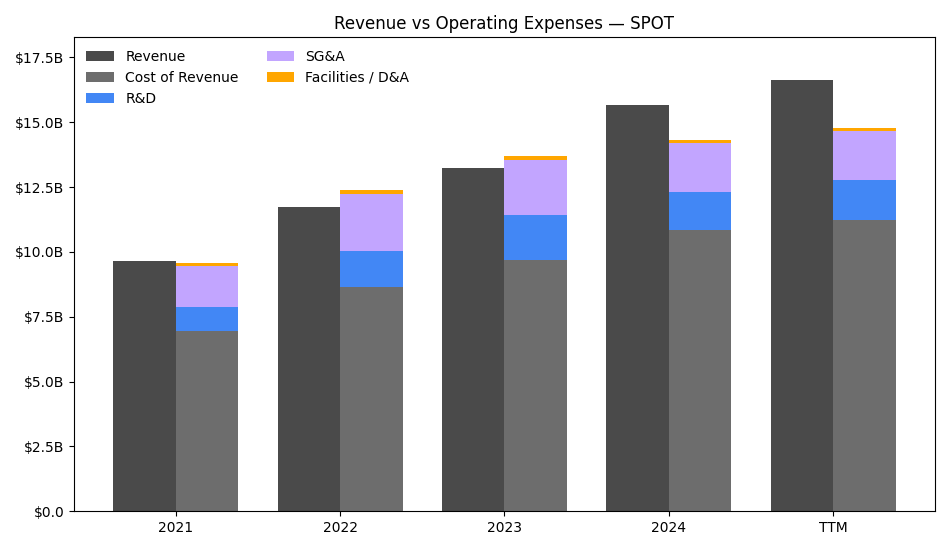 Revenue vs Operating Expenses — SPOT
Revenue
Cost of Revenue
R&D
SG&A
Facilities / D&A
$17.5B
$15.0B
$12.5B
$10.0B
$7.5B
$5.0B
$2.5B
$0.0
2021 2022 2023 2024 TTM